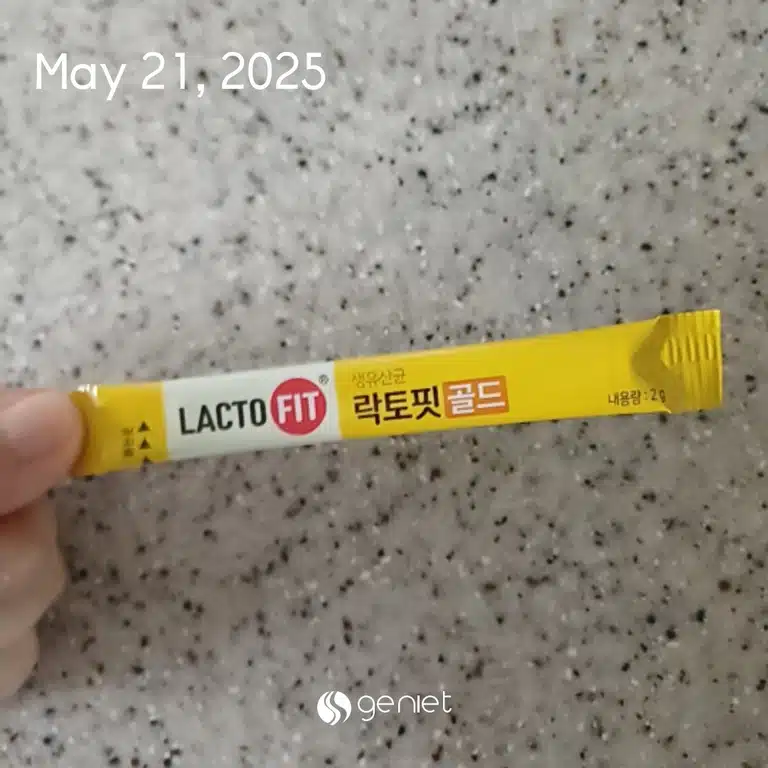 May 21, 2025
LACTO FIT®
생유산균
락토핏 골드
내용량 : 2g
geniet